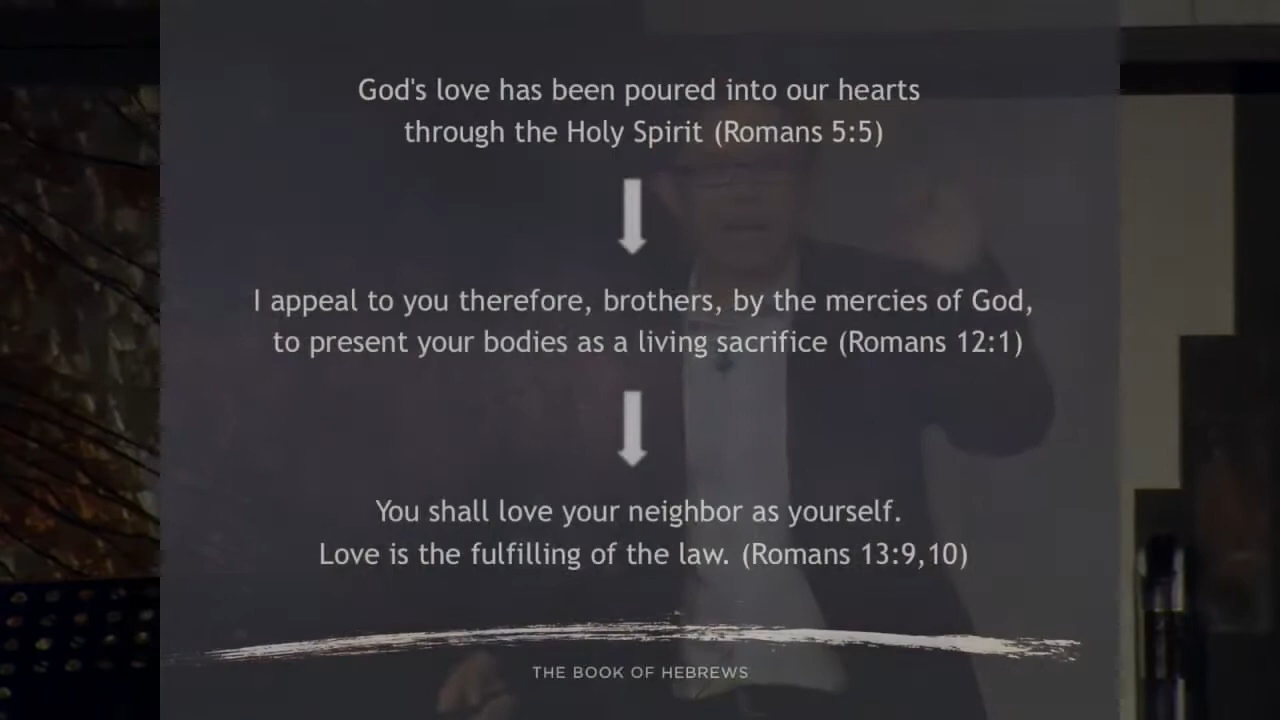 God's love has been poured into our hearts
through the Holy Spirit (Romans 5:5)
I appeal to you therefore, brothers, by the mercies of God,
to present your bodies as a living sacrifice (Romans 12:1)
You shall love your neighbor as yourself.
Love is the fulfilling of the law. (Romans 13:9,10)
THE BOOK OF HEBREWS